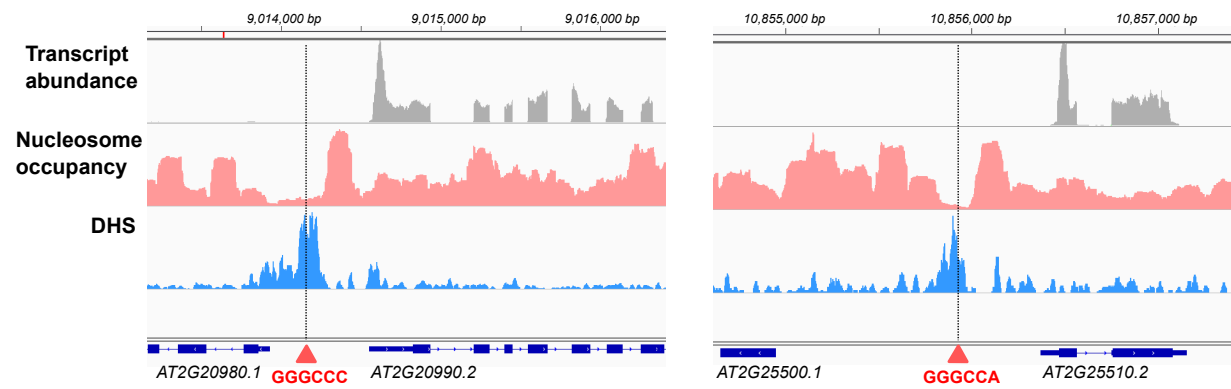 9,014,000 bp 9,015,000 bp 9,016,000 bp
10,855,000 bp 10,856,000 bp 10,857,000 bp
Transcript
abundance
Nucleosome
occupancy
DHS
AT2G20980.1 GGGCCC AT2G20990.2
AT2G25500.1 GGGCCA AT2G25510.2